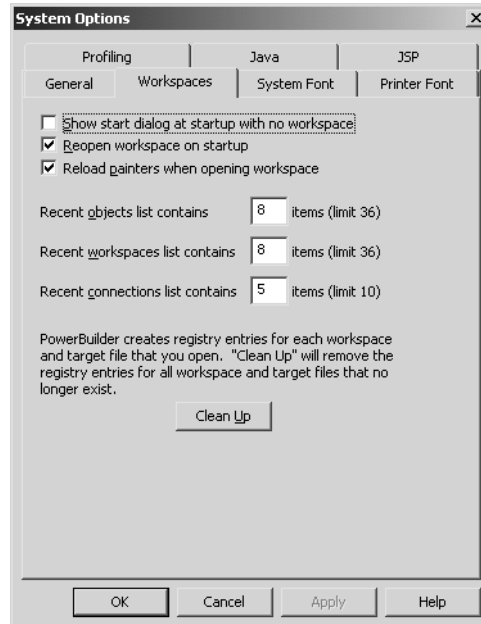 System Options
Profiling Java JSP
General Workspaces System Font Printer Font
Show start dialog at startup with no workspace
Reopen workspace on startup
Reload painters when opening workspace
Recent objects list contains 8 items (limit 36)
Recent workspaces list contains 8 items (limit 36)
Recent connections list contains 5 items (limit 10)
PowerBuilder creates registry entries for each workspace
and target file that you open. "Clean Up" will remove the
registry entries for all workspace and target files that no
longer exist.
Clean Up
OK Cancel Apply Help